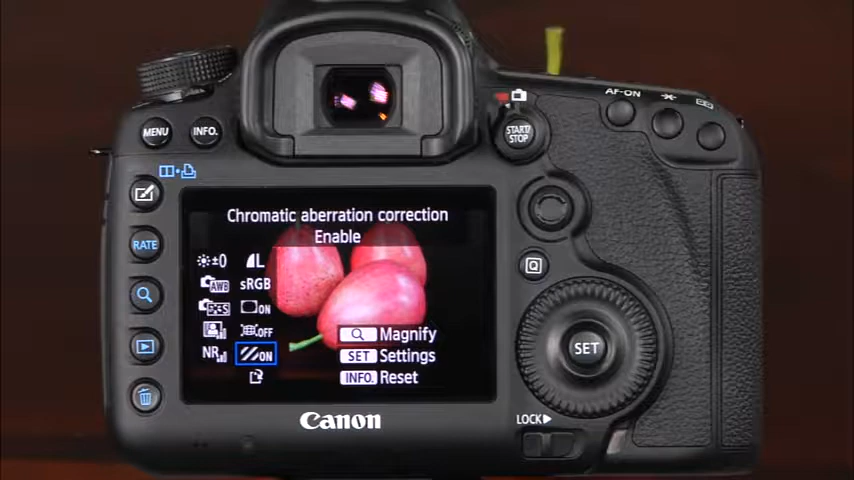 AF-ON
MENU
INFO.
START/
STOP
RATE
Q
SET
LOCK
Chromatic aberration correction
Enable
±0
L
AWB
sRGB
ON
OFF
NR
ON
Magnify
SET Settings
INFO. Reset
Canon